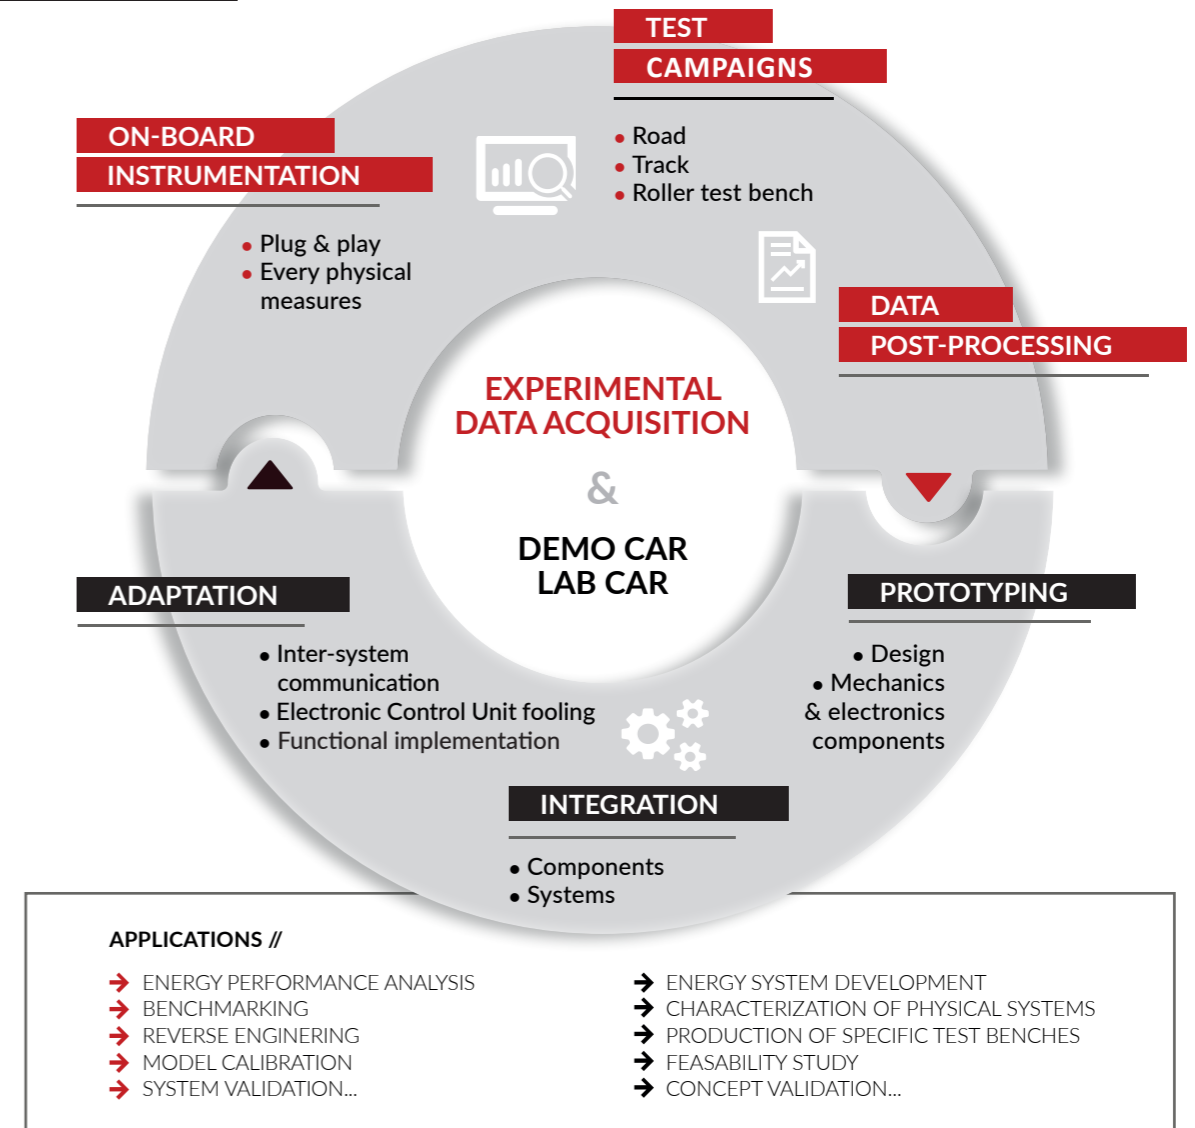 TEST
CAMPAIGNS
• Road
• Track
• Roller test bench
ON-BOARD
INSTRUMENTATION
• Plug & play
• Every physical
measures
DATA
POST-PROCESSING
EXPERIMENTAL
DATA ACQUISITION
&
DEMO CAR
LAB CAR
ADAPTATION
• Inter-system
communication
• Electronic Control Unit fooling
• Functional implementation
PROTOTYPING
• Design
• Mechanics
& electronics
components
INTEGRATION
• Components
• Systems
APPLICATIONS //
ENERGY PERFORMANCE ANALYSIS
BENCHMARKING
REVERSE ENGINERING
MODEL CALIBRATION
SYSTEM VALIDATION...
ENERGY SYSTEM DEVELOPMENT
CHARACTERIZATION OF PHYSICAL SYSTEMS
PRODUCTION OF SPECIFIC TEST BENCHES
FEASABILITY STUDY
CONCEPT VALIDATION...